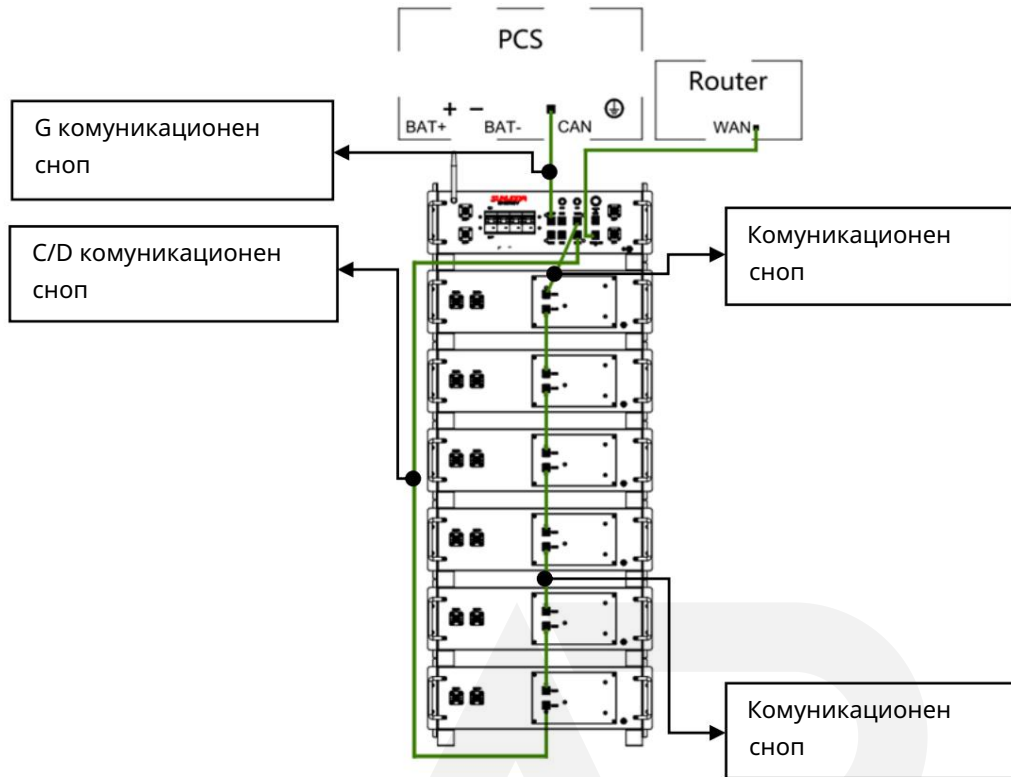 PCS
Router
BAT+
+ −
BAT-
CAN
WAN
G комуникационен
сноп
C/D комуникационен
сноп
Комуникационен
сноп
Комуникационен
сноп